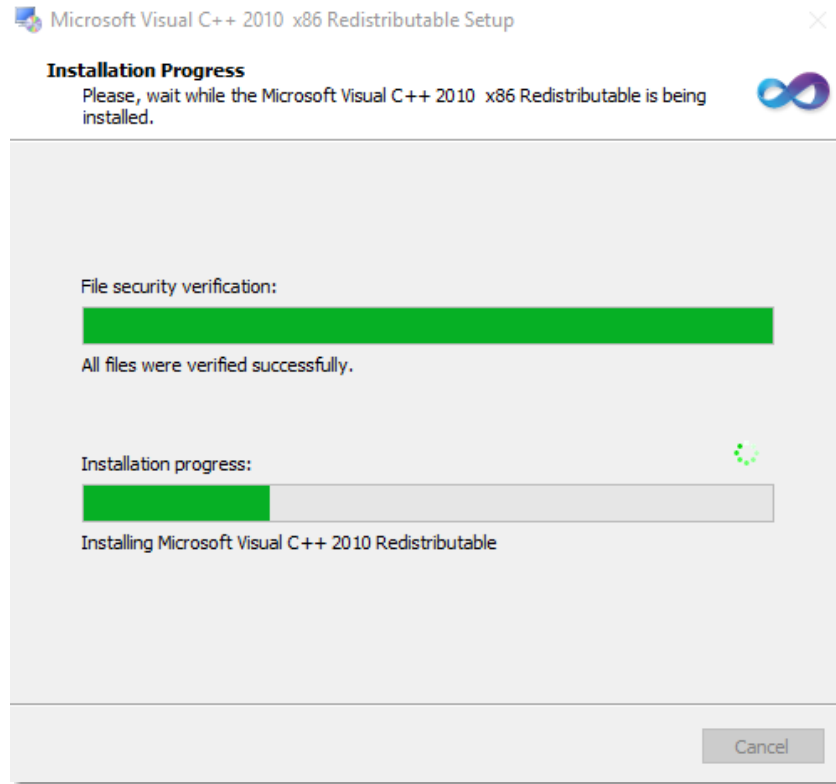 Microsoft Visual C++ 2010  x86 Redistributable Setup
Installation Progress
Please, wait while the Microsoft Visual C++ 2010  x86 Redistributable is being
installed.
File security verification:
All files were verified successfully.
Installation progress:
Installing Microsoft Visual C++ 2010 Redistributable
Cancel